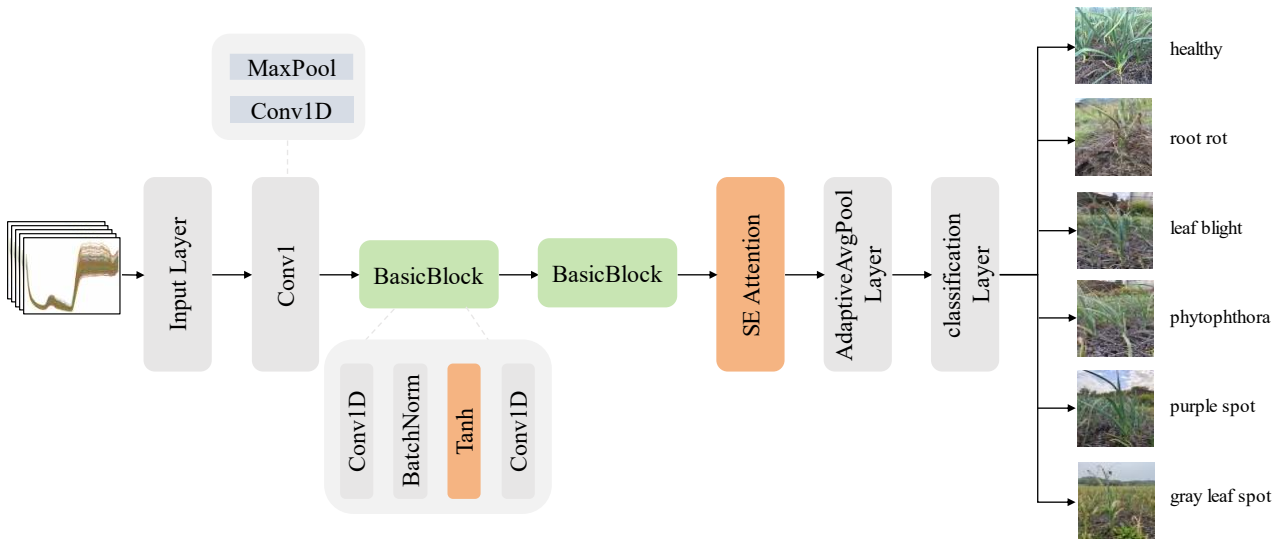 MaxPool
Conv1D
Input Layer
Conv1
BasicBlock
BasicBlock
SE Attention
AdaptiveAvgPool
Layer
classification
Layer
Conv1D
BatchNorm
Tanh
Conv1D
healthy
root rot
leaf blight
phytophthora
purple spot
gray leaf spot